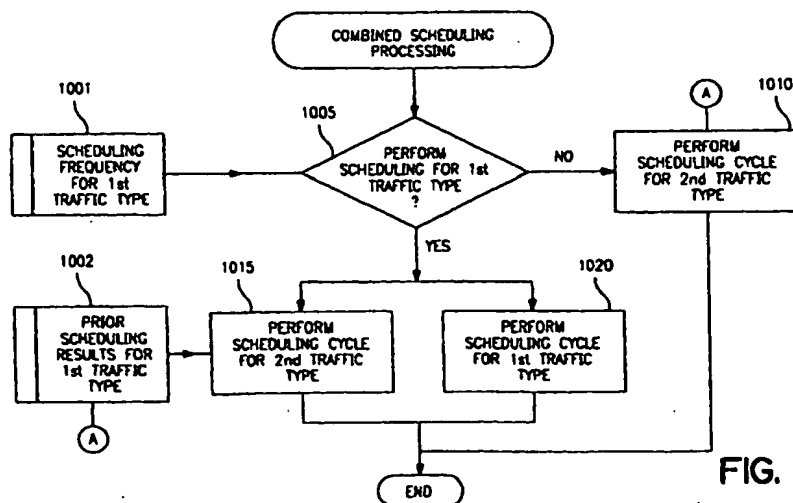 COMBINED SCHEDULING
PROCESSING
1001
SCHEDULING
FREQUENCY
FOR 1st
TRAFFIC TYPE
1005
PERFORM
SCHEDULING FOR 1st
TRAFFIC TYPE
?
NO
YES
A
1010
PERFORM
SCHEDULING CYCLE
FOR 2nd TRAFFIC
TYPE
1002
PRIOR
SCHEDULING
RESULTS FOR
1st TRAFFIC
TYPE
A
1015
PERFORM
SCHEDULING CYCLE
FOR 2nd TRAFFIC
TYPE
1020
PERFORM
SCHEDULING CYCLE
FOR 1st TRAFFIC
TYPE
END
FIG.